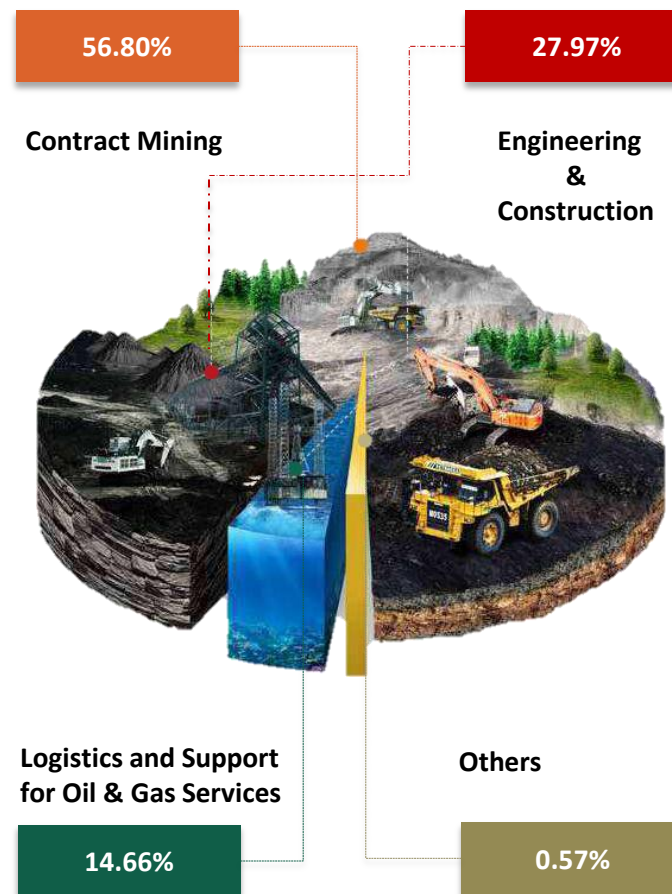 56.80%
27.97%
Contract Mining
Engineering
&
Construction
Logistics and Support
for Oil & Gas Services
Others
14.66%
0.57%